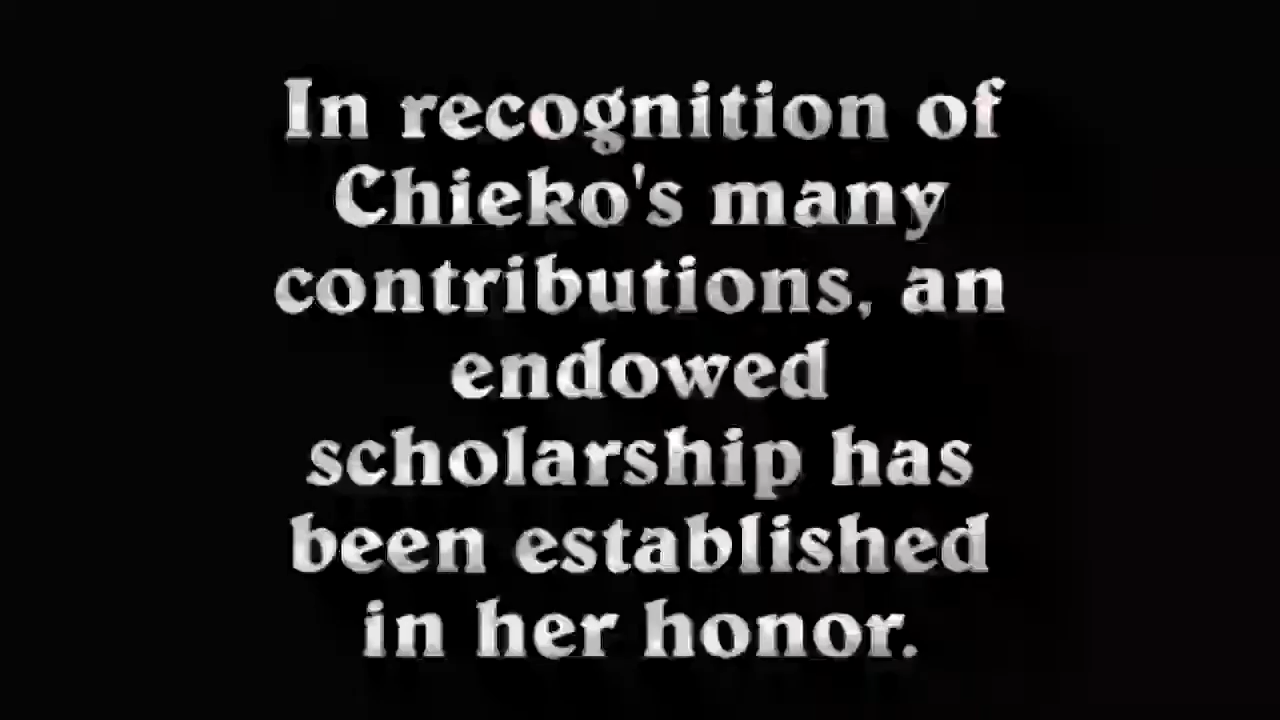 In recognition of
Chieko's many
contributions, an
endowed
scholarship has
been established
in her honor.